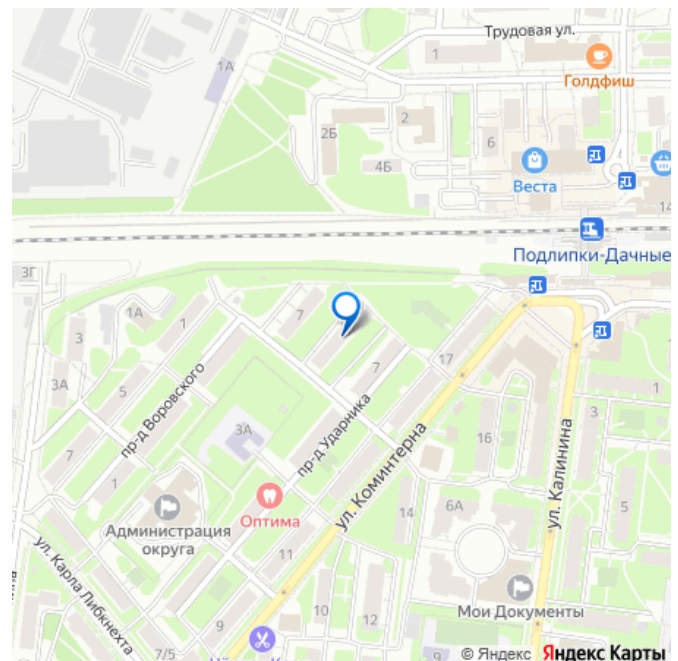 Трудовая ул.
1
1А
Голдфиш
2Б
2
6
4Б
Веста
14
Подлипки-Дачные
3Г
1А
1
7
3
7
17
3А
5
пр-д Воровского
1
3
пр-д Ударника
3А
16
ул. Калинина
5
7
1
Оптима
ул. Коминтерна
6А
14
Администрация
округа
11
ул. Карла Либкнехта
10
12
Мои Документы
9
7/5
9
© Яндекс Яндекс Карты